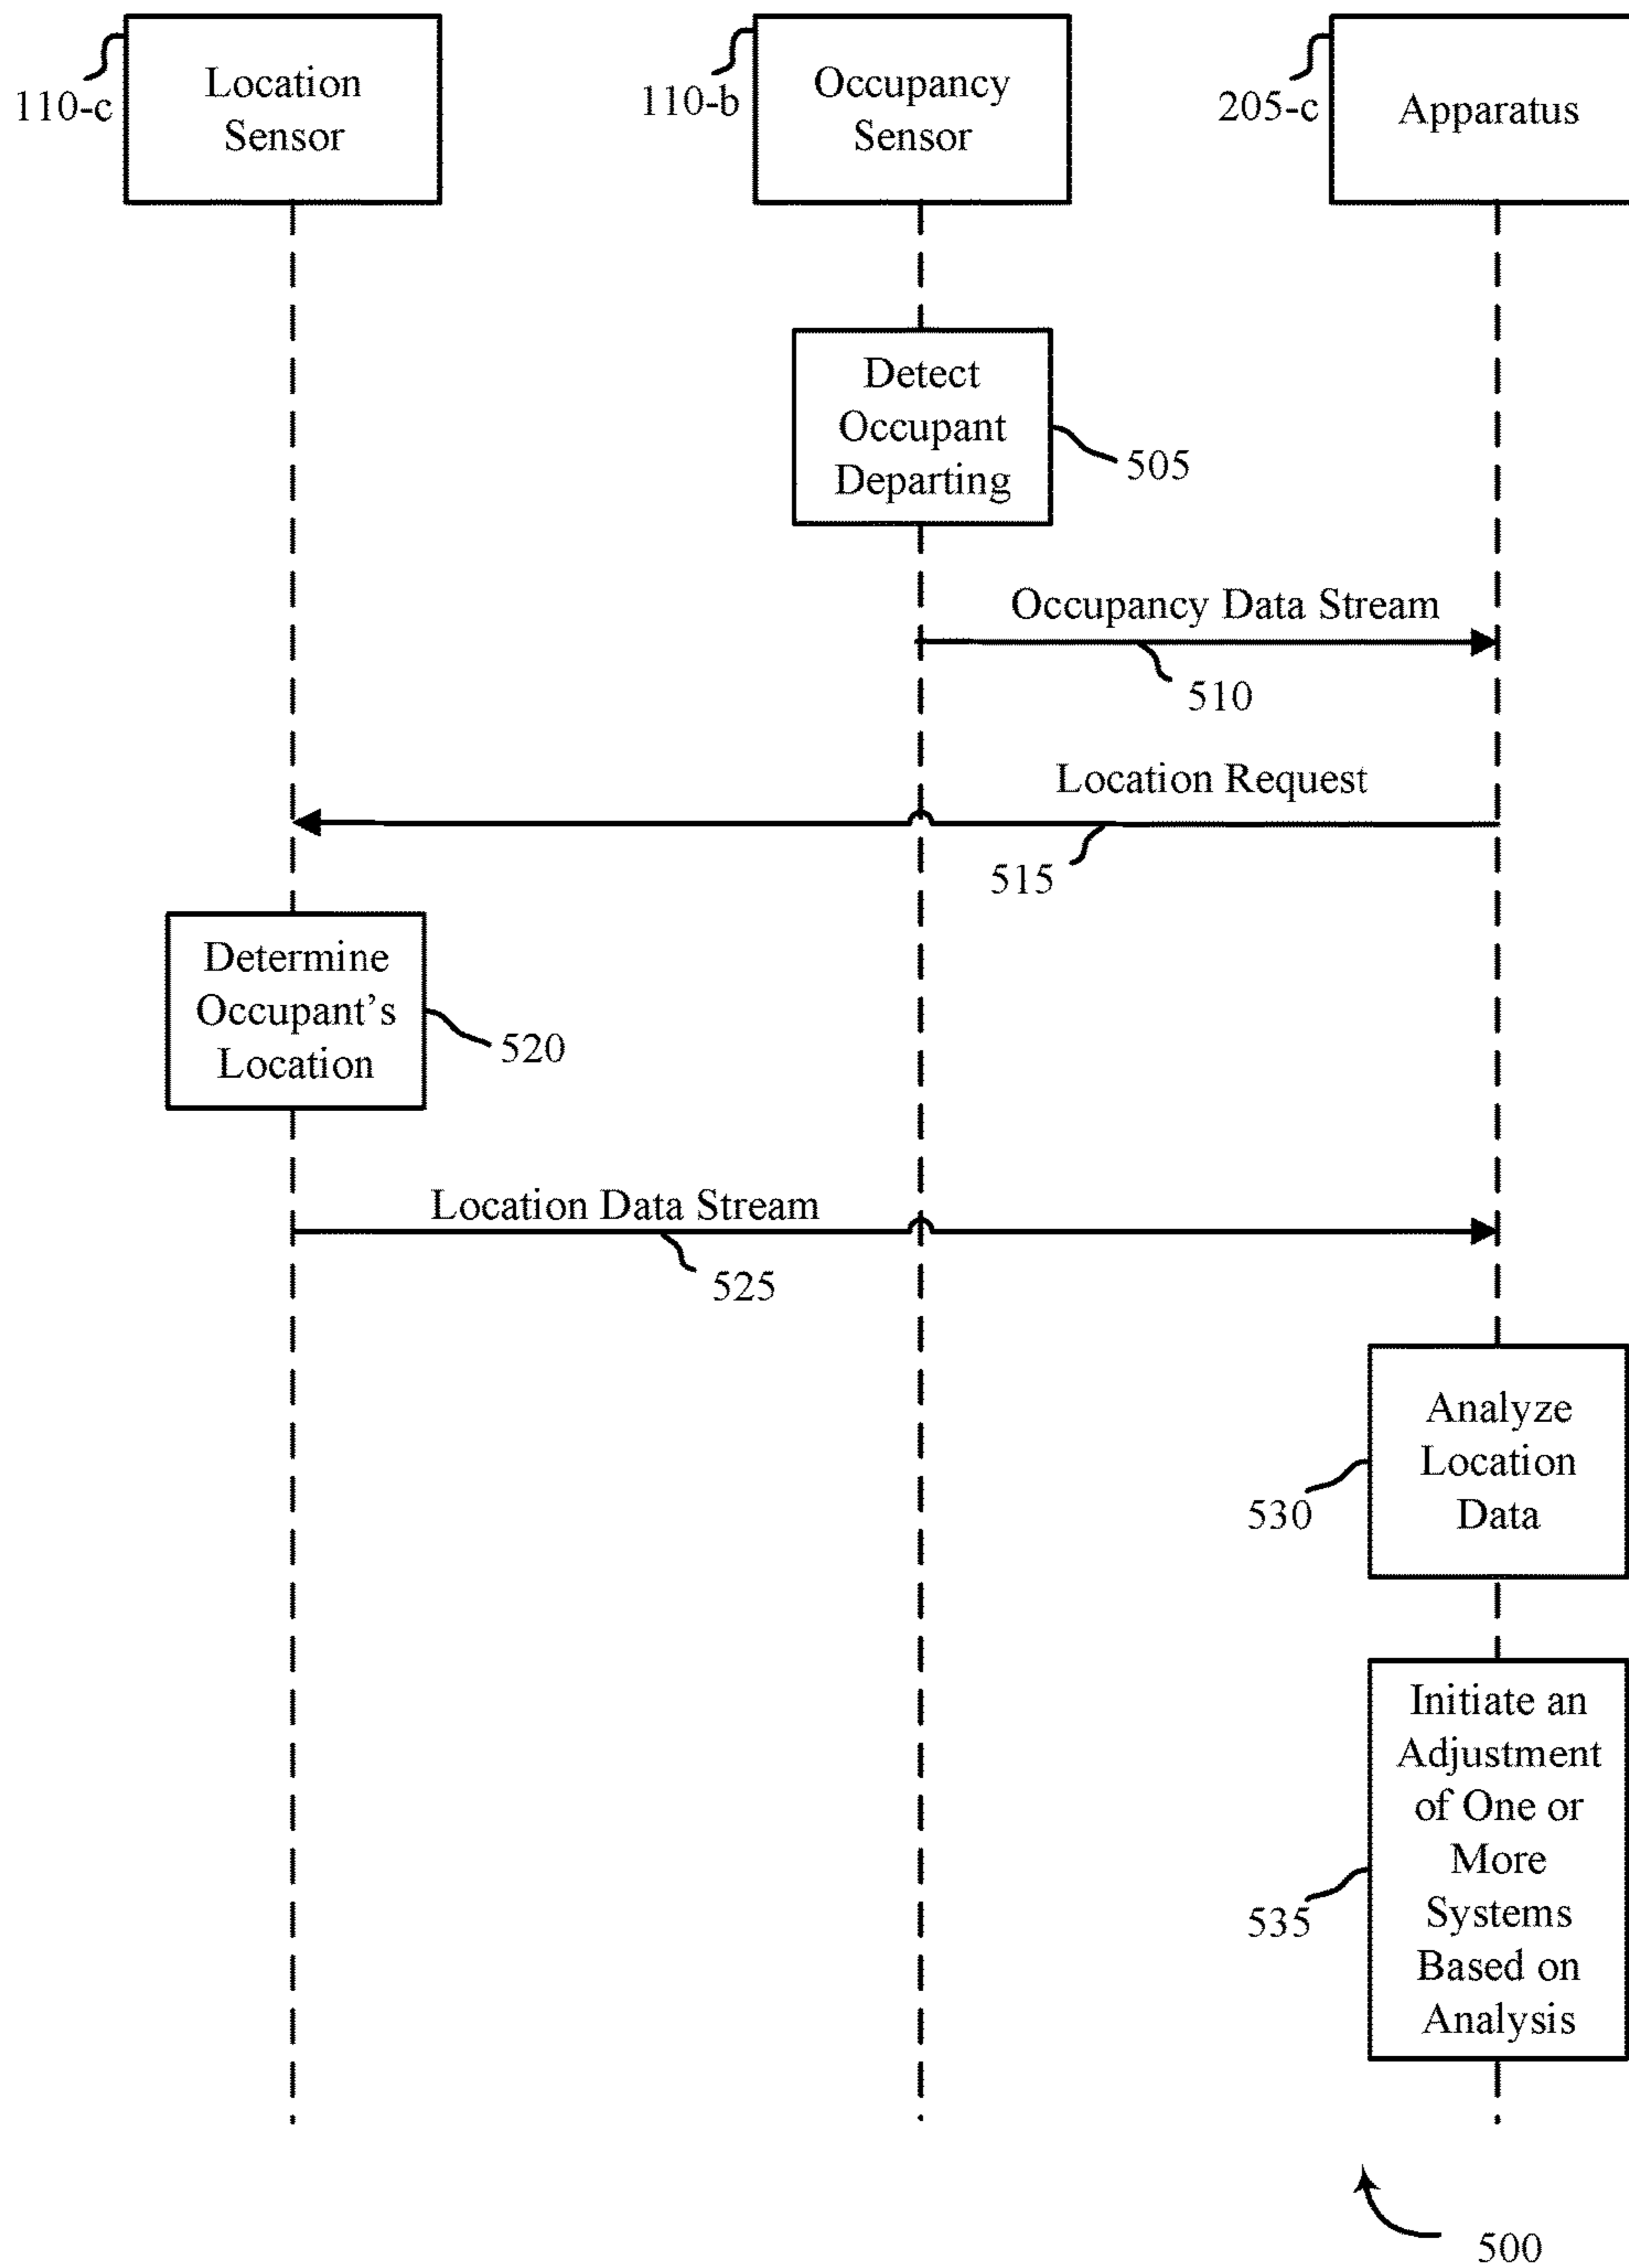 110-c
Location
Sensor
110-b
Occupancy
Sensor
205-c
Apparatus
Detect
Occupant
Departing
505
Occupancy Data Stream
510
Location Request
515
Determine
Occupant's
Location
520
Location Data Stream
525
Analyze
Location
Data
530
Initiate an
Adjustment
of One or
More
Systems
Based on
Analysis
535
500